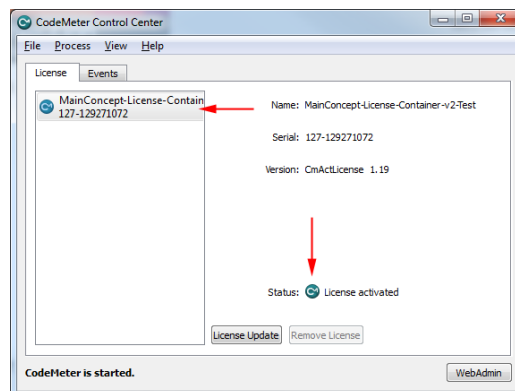 CodeMeter Control Center
File Process View Help
License Events
MainConcept-License-Contain
127-129271072
Name: MainConcept-License-Container-v2-Test
Serial: 127-129271072
Version: CmActLicense 1.19
Status: License activated
License Update Remove License
CodeMeter is started. WebAdmin